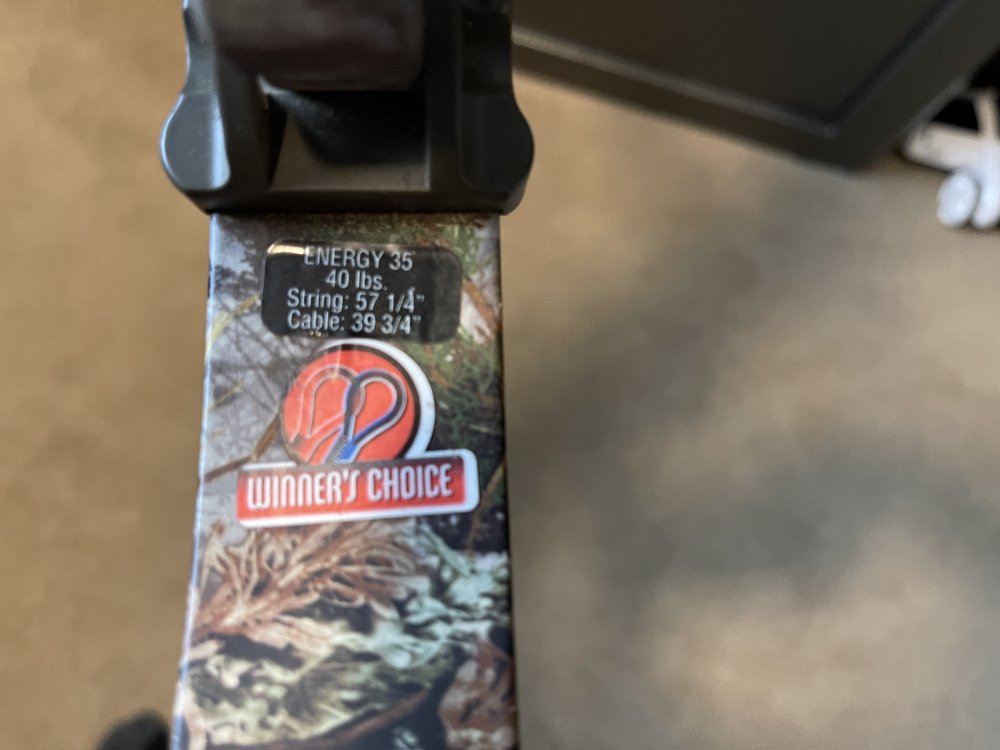 ENERGY 35
40 lbs.
String: 57 1/4"
Cable: 39 3/4"
WINNER'S CHOICE